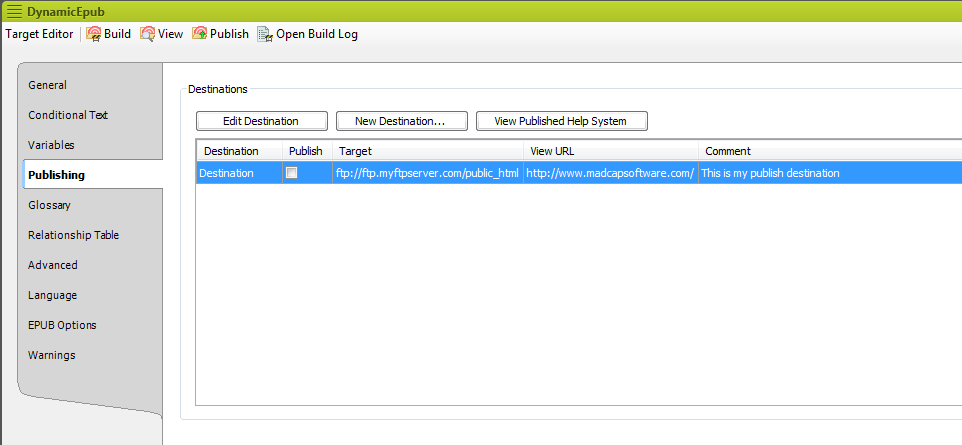 DynamicEpub
Target Editor Build View Publish Open Build Log
General
Conditional Text
Variables
Publishing
Glossary
Relationship Table
Advanced
Language
EPUB Options
Warnings
Destinations
Edit Destination New Destination... View Published Help System
Destination Publish Target View URL Comment
Destination ftp://ftp.myftpserver.com/public_html http://www.madcapsoftware.com/ This is my publish destination